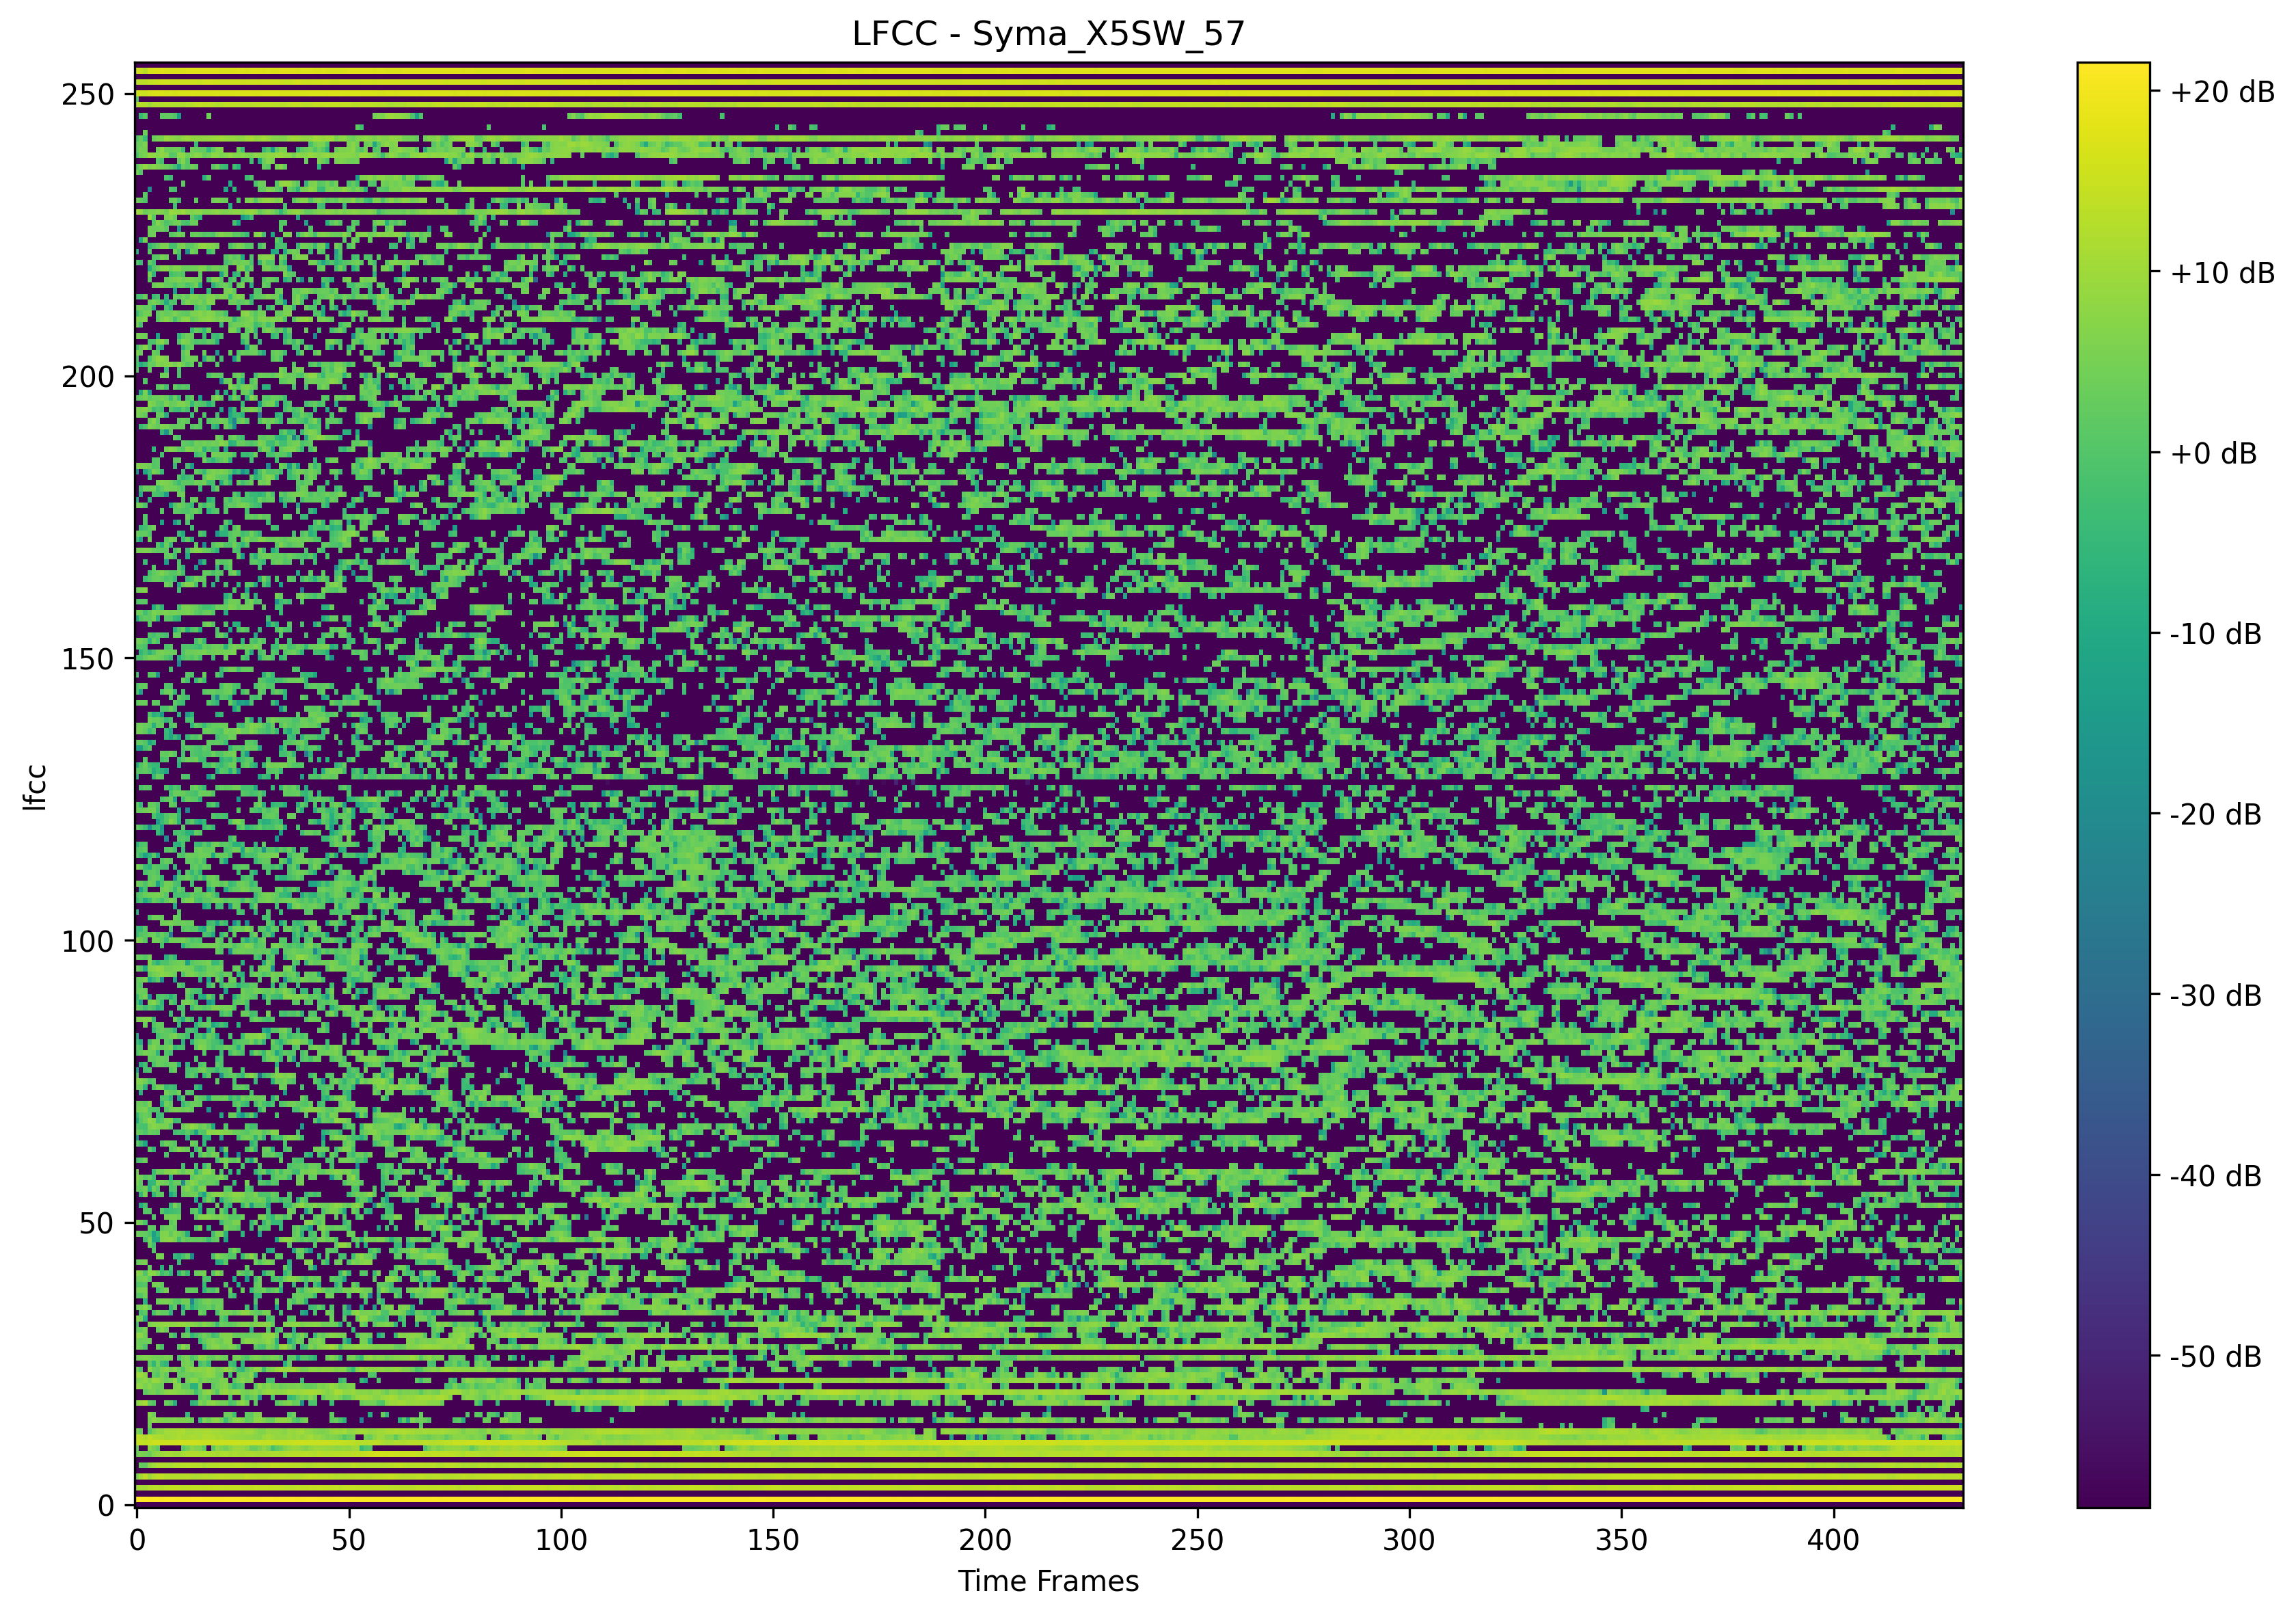 LFCC - Syma_X5SW_57
250
200
150
100
50
0
lfcc
0 50 100 150 200 250 300 350 400
Time Frames
+20 dB
+10 dB
+0 dB
-10 dB
-20 dB
-30 dB
-40 dB
-50 dB